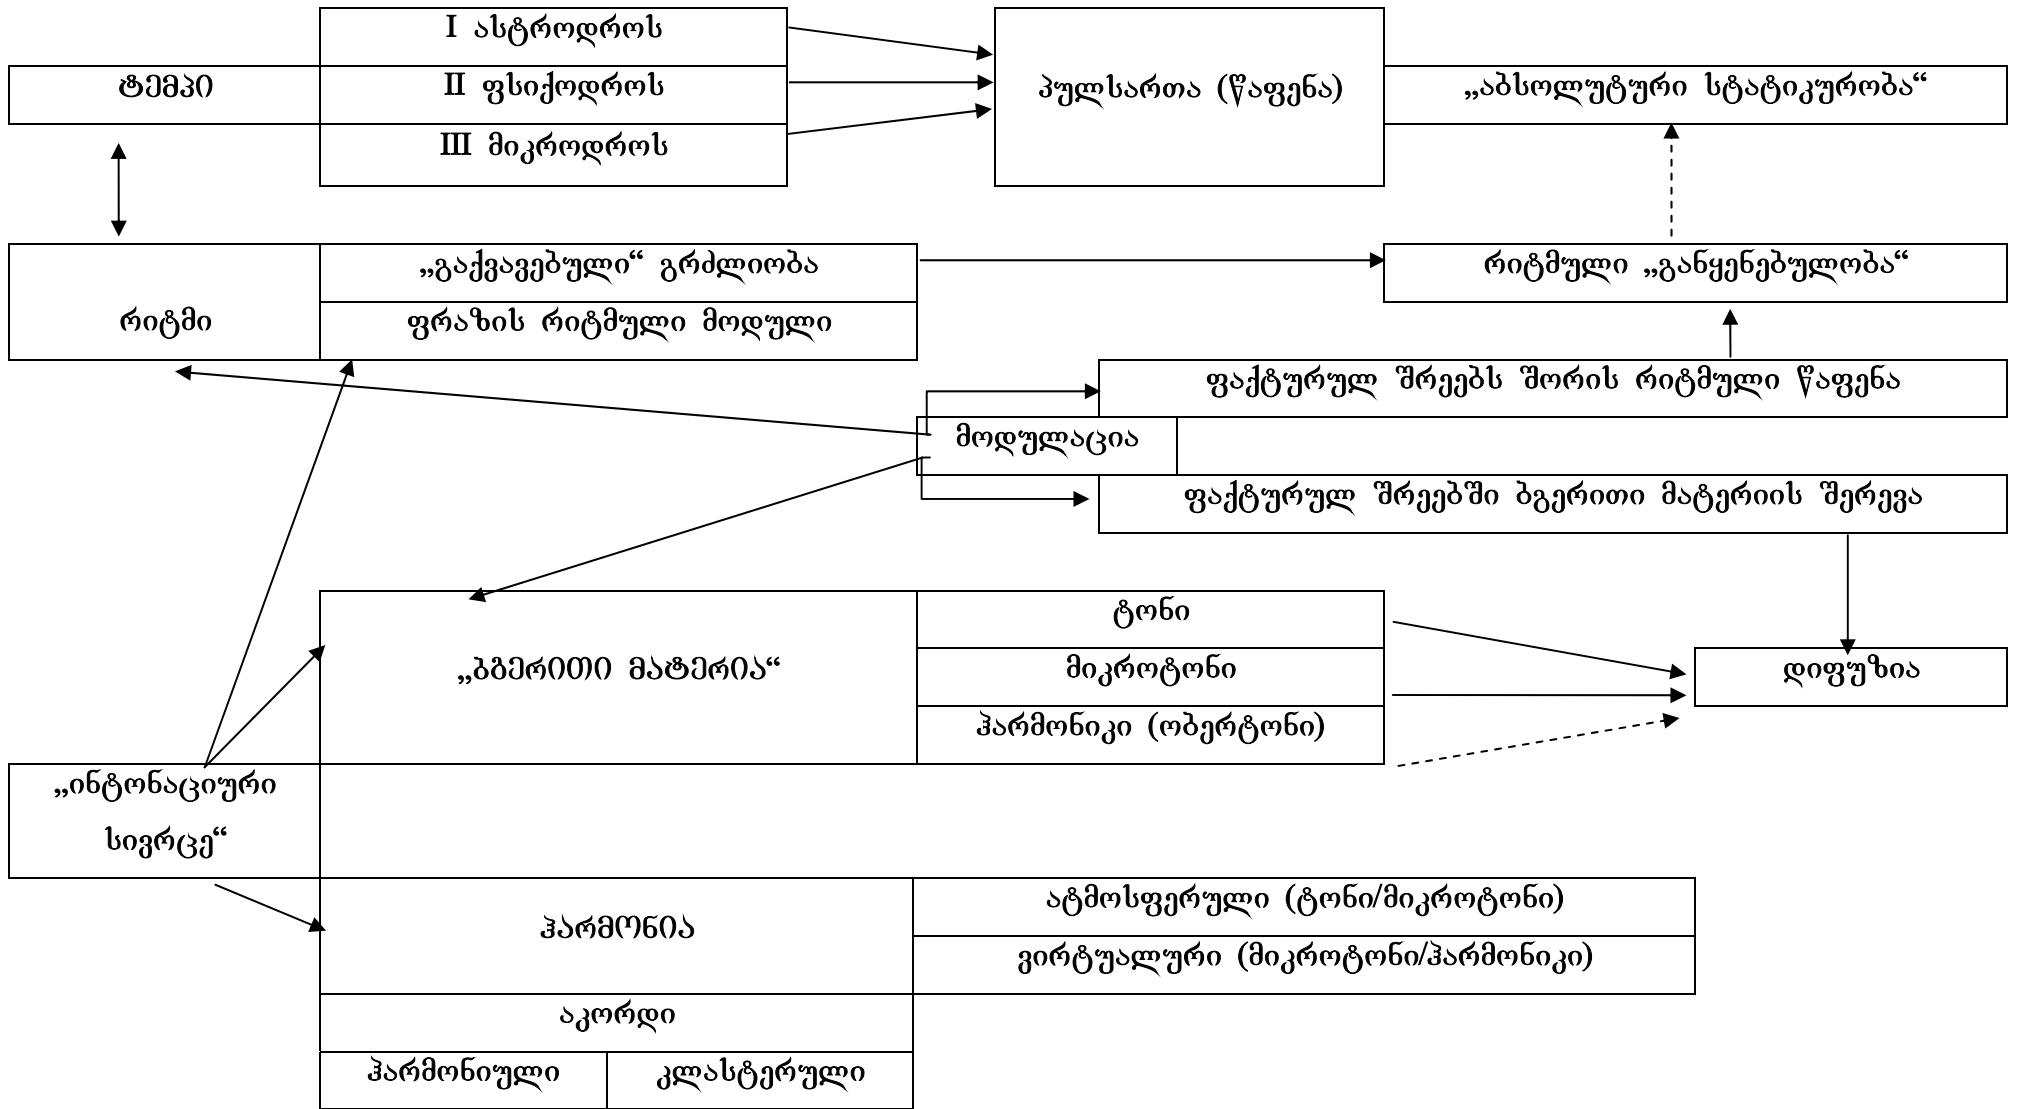 I ასტროდროს
ტემპი
II ფსიქოდროს
III მიკროდროს
პულსართა (წაფენა)
„აბსოლუტური სტატიკურობა“
რიტმი
„გაქვავებული“ გრძლიობა
ფრაზის რიტმული მოდული
რიტმული „განყენებულობა“
ფაქტურულ შრეებს შორის რიტმული წაფენა
მოდულაცია
ფაქტურულ შრეებში ბგერითი მატერიის შერევა
„ბგერითი მატერია“
ტონი
მიკროტონი
ჰარმონიკი (ობერტონი)
დიფუზია
„ინტონაციური
სივრცე“
ჰარმონია
ატმოსფერული (ტონი/მიკროტონი)
ვირტუალური (მიკროტონი/ჰარმონიკი)
აკორდი
ჰარმონიული
კლასტერული